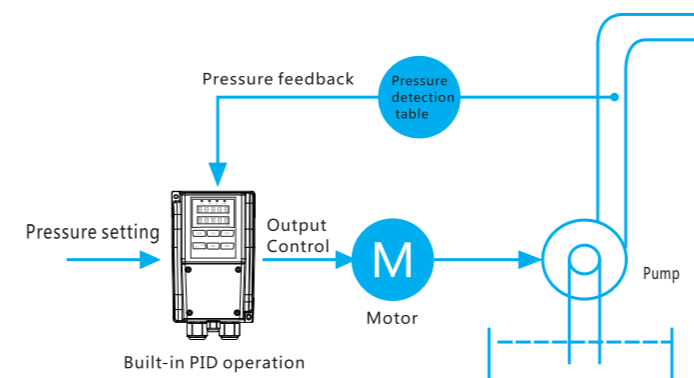 Pressure feedback
Pressure
detection
table
Pressure setting
Output
Control
M
Motor
Pump
Built-in PID operation